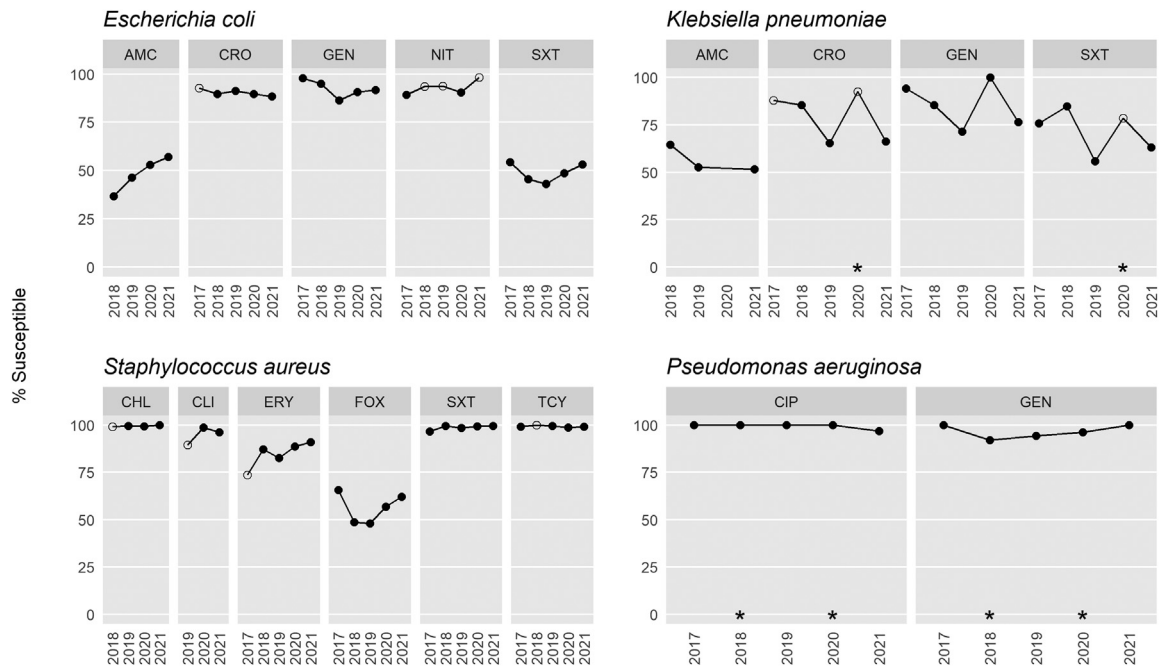 % Susceptible
Escherichia coli
AMC CRO GEN NIT SXT
100
75
50
25
0
2018 2019 2020 2021 2017 2018 2019 2020 2021 2017 2018 2019 2020 2021 2017 2018 2019 2020 2021 2017 2018 2019 2020 2021
Klebsiella pneumoniae
AMC CRO GEN SXT
100
75
50
25
0
* *
2018 2019 2020 2021 2017 2018 2019 2020 2021 2017 2018 2019 2020 2021 2017 2018 2019 2020 2021
Staphylococcus aureus
CHL CLI ERY FOX SXT TCY
100
75
50
25
0
2018 2019 2020 2021 2019 2020 2021 2017 2018 2019 2020 2021 2017 2018 2019 2020 2021 2017 2018 2019 2020 2021 2017 2018 2019 2020 2021
Pseudomonas aeruginosa
CIP GEN
100
75
50
25
0
* * * *
2017 2018 2019 2020 2021 2017 2018 2019 2020 2021